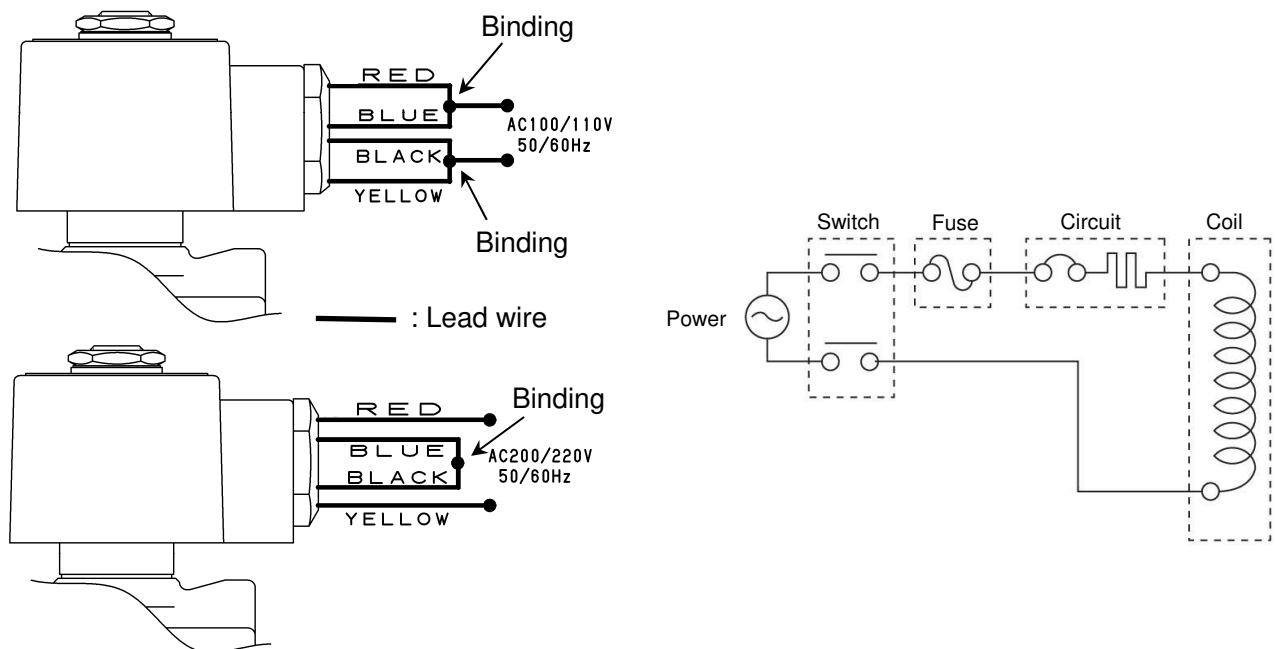 Binding
RED
BLUE
AC100/110V
50/60Hz
BLACK
YELLOW
Binding
: Lead wire
RED
Binding
BLUE
AC200/220V
BLACK
50/60Hz
YELLOW
Switch
Fuse
Circuit
Coil
Power